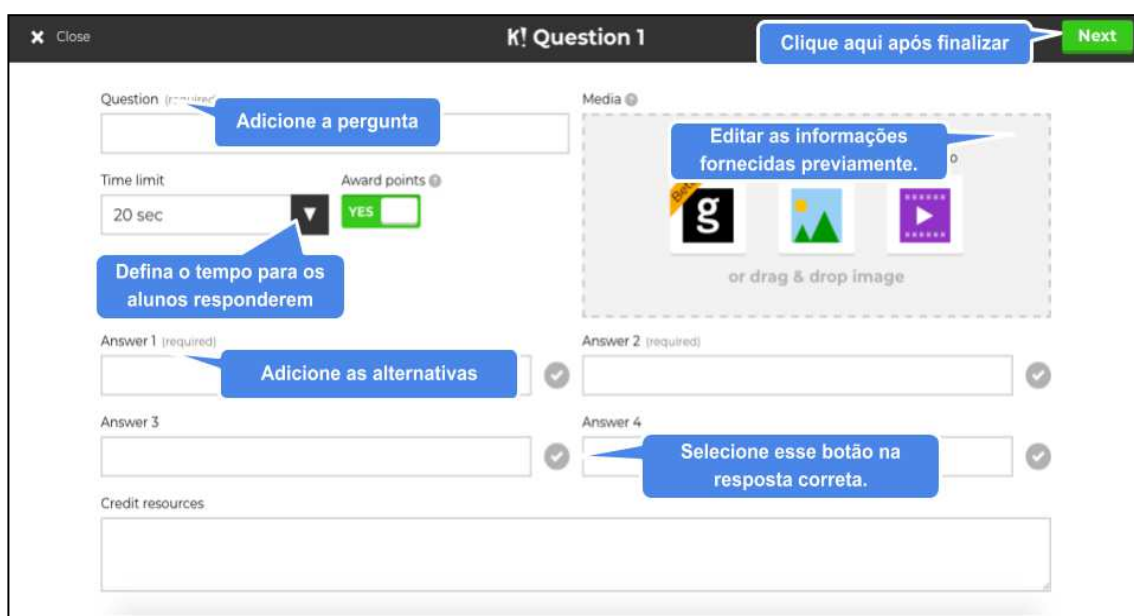 Close
K! Question 1
Clique aqui após finalizar
Next
Question
Adicione a pergunta
Media
Editar as informações
fornecidas previamente.
Time limit
Award points
20 sec
YES
Beta
g
or drag & drop image
Defina o tempo para os
alunos responderem
Answer 1 (required)
Answer 2 (required)
Adicione as alternativas
Answer 3
Answer 4
Selecione esse botão na
resposta correta.
Credit resources